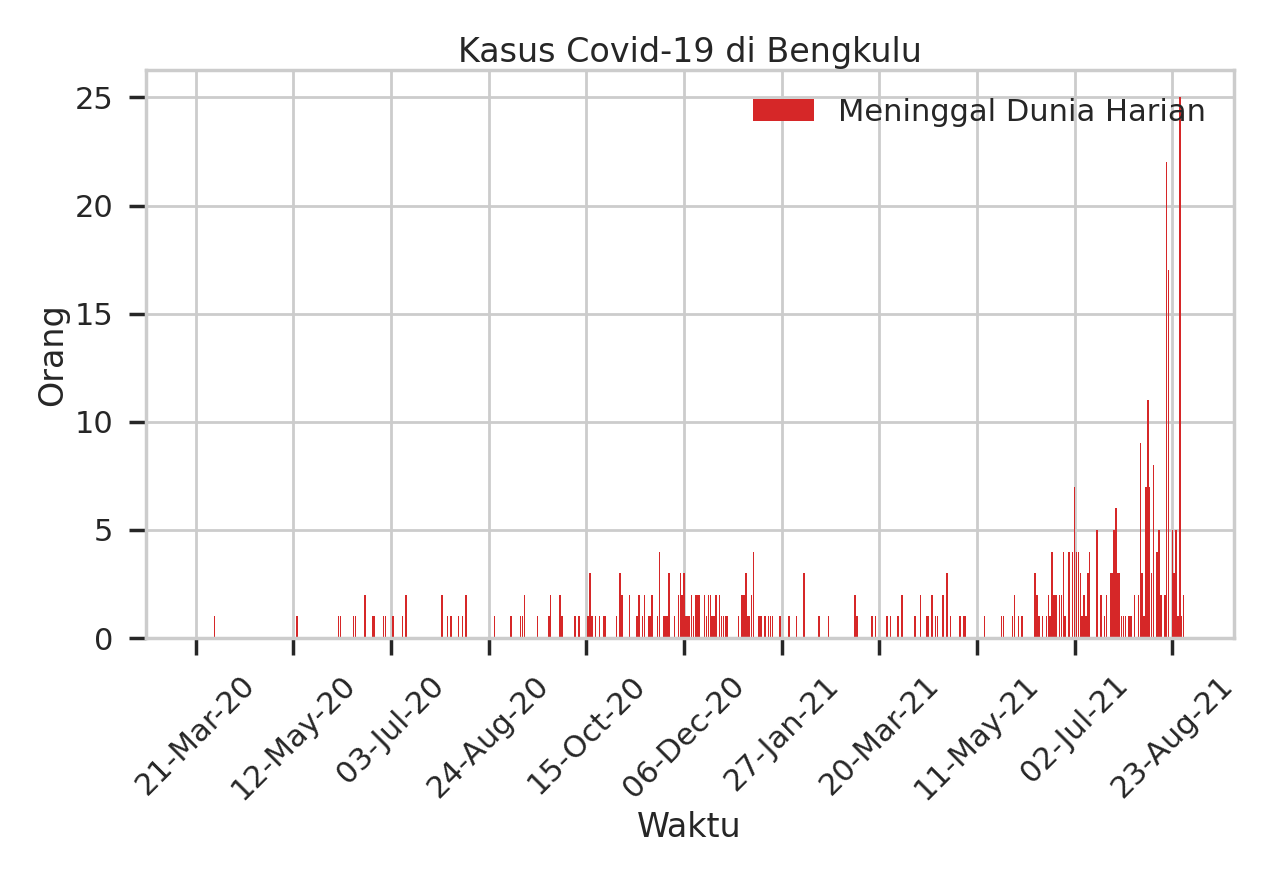 Kasus Covid-19 di Bengkulu
Meninggal Dunia Harian
Orang
25
20
15
10
5
0
21-Mar-20
12-May-20
03-Jul-20
24-Aug-20
15-Oct-20
06-Dec-20
27-Jan-21
20-Mar-21
11-May-21
02-Jul-21
23-Aug-21
Waktu